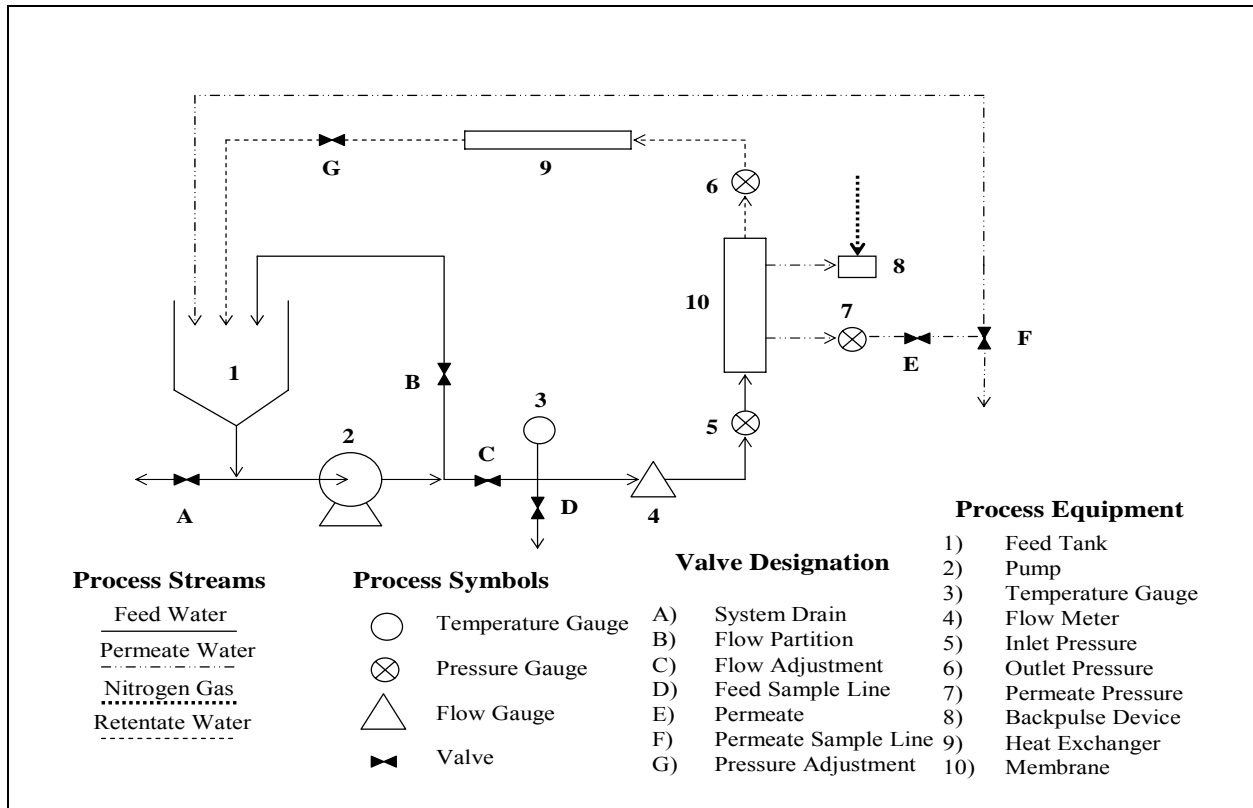 6
G
9
8
10
7
1
B
E
F
3
5
2
C
A
D
4
Process Streams
Feed Water
Permeate Water
Nitrogen Gas
Retentate Water
Process Symbols
Temperature Gauge
Pressure Gauge
Flow Gauge
Valve
Valve Designation
A) System Drain
B) Flow Partition
C) Flow Adjustment
D) Feed Sample Line
E) Permeate
F) Permeate Sample Line
G) Pressure Adjustment
Process Equipment
1) Feed Tank
2) Pump
3) Temperature Gauge
4) Flow Meter
5) Inlet Pressure
6) Outlet Pressure
7) Permeate Pressure
8) Backpulse Device
9) Heat Exchanger
10) Membrane